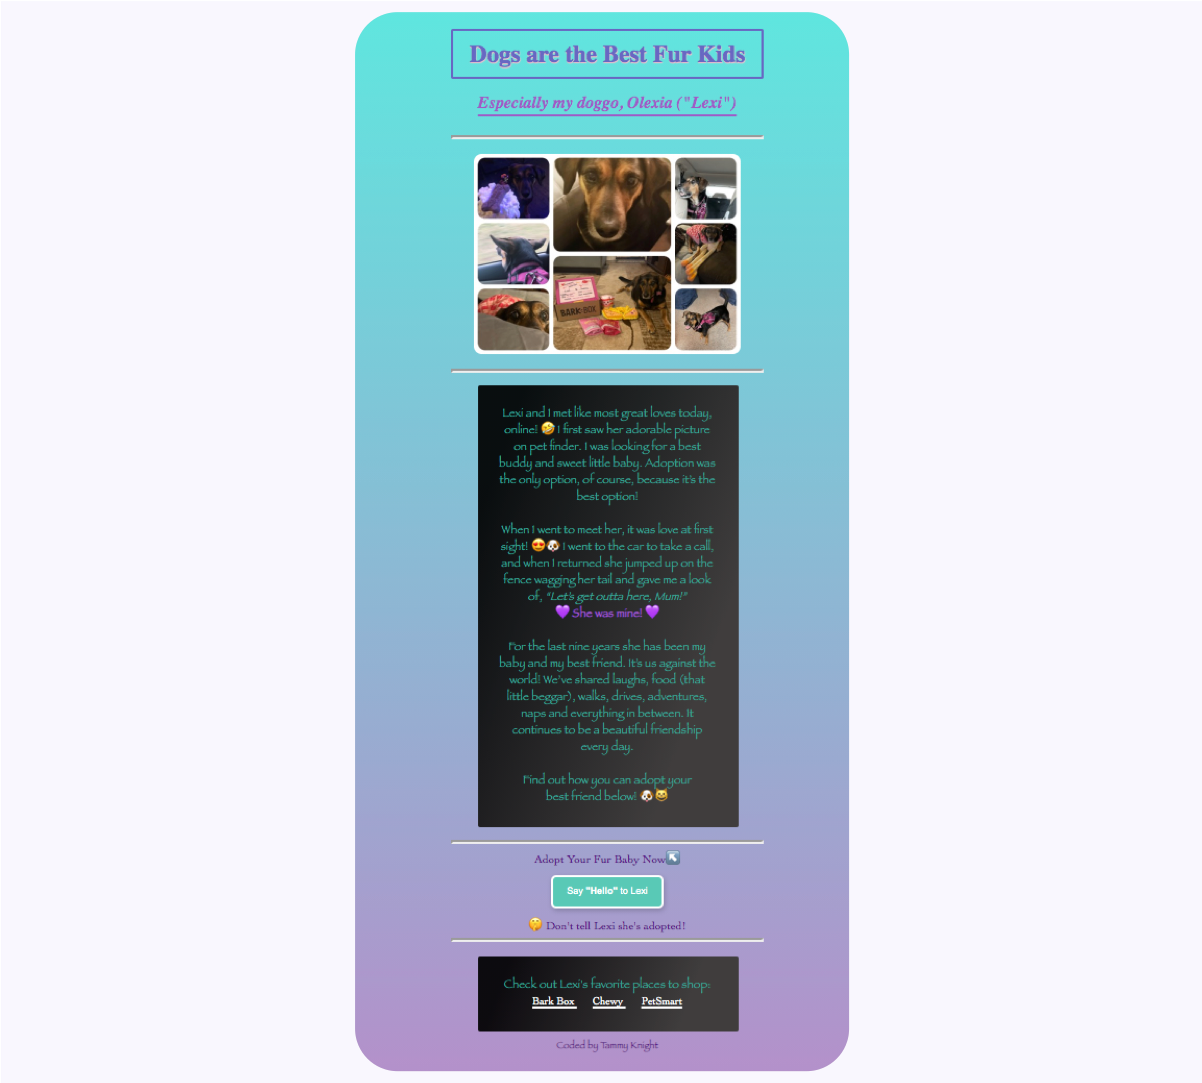 Dogs are the Best Fur Kids
Especially my doggo, Olexia ("Lexi")
BARK BOX
Lexi and I met like most great loves today,
online! 🤣 I first saw her adorable picture
on pet finder. I was looking for a best
buddy and sweet little baby. Adoption was
the only option, of course, because it's the
best option!
When I went to meet her, it was love at first
sight! 😍🐶 I went to the car to take a call,
and when I returned she jumped up on the
fence wagging her tail and gave me a look
of, "Let's get outta here, Mum!"
💜 She was mine! 💜
For the last nine years she has been my
baby and my best friend. It's us against the
world! We've shared laughs, food (that
little beggar), walks, drives, adventures,
naps and everything in between. It
continues to be a beautiful friendship
every day.
Find out how you can adopt your
best friend below! 🐶😸
Adopt Your Fur Baby Now↖️
Say "Hello" to Lexi
🤫 Don't tell Lexi she's adopted!
Check out Lexi's favorite places to shop:
Bark Box Chewy PetSmart
Coded by Tammy Knight